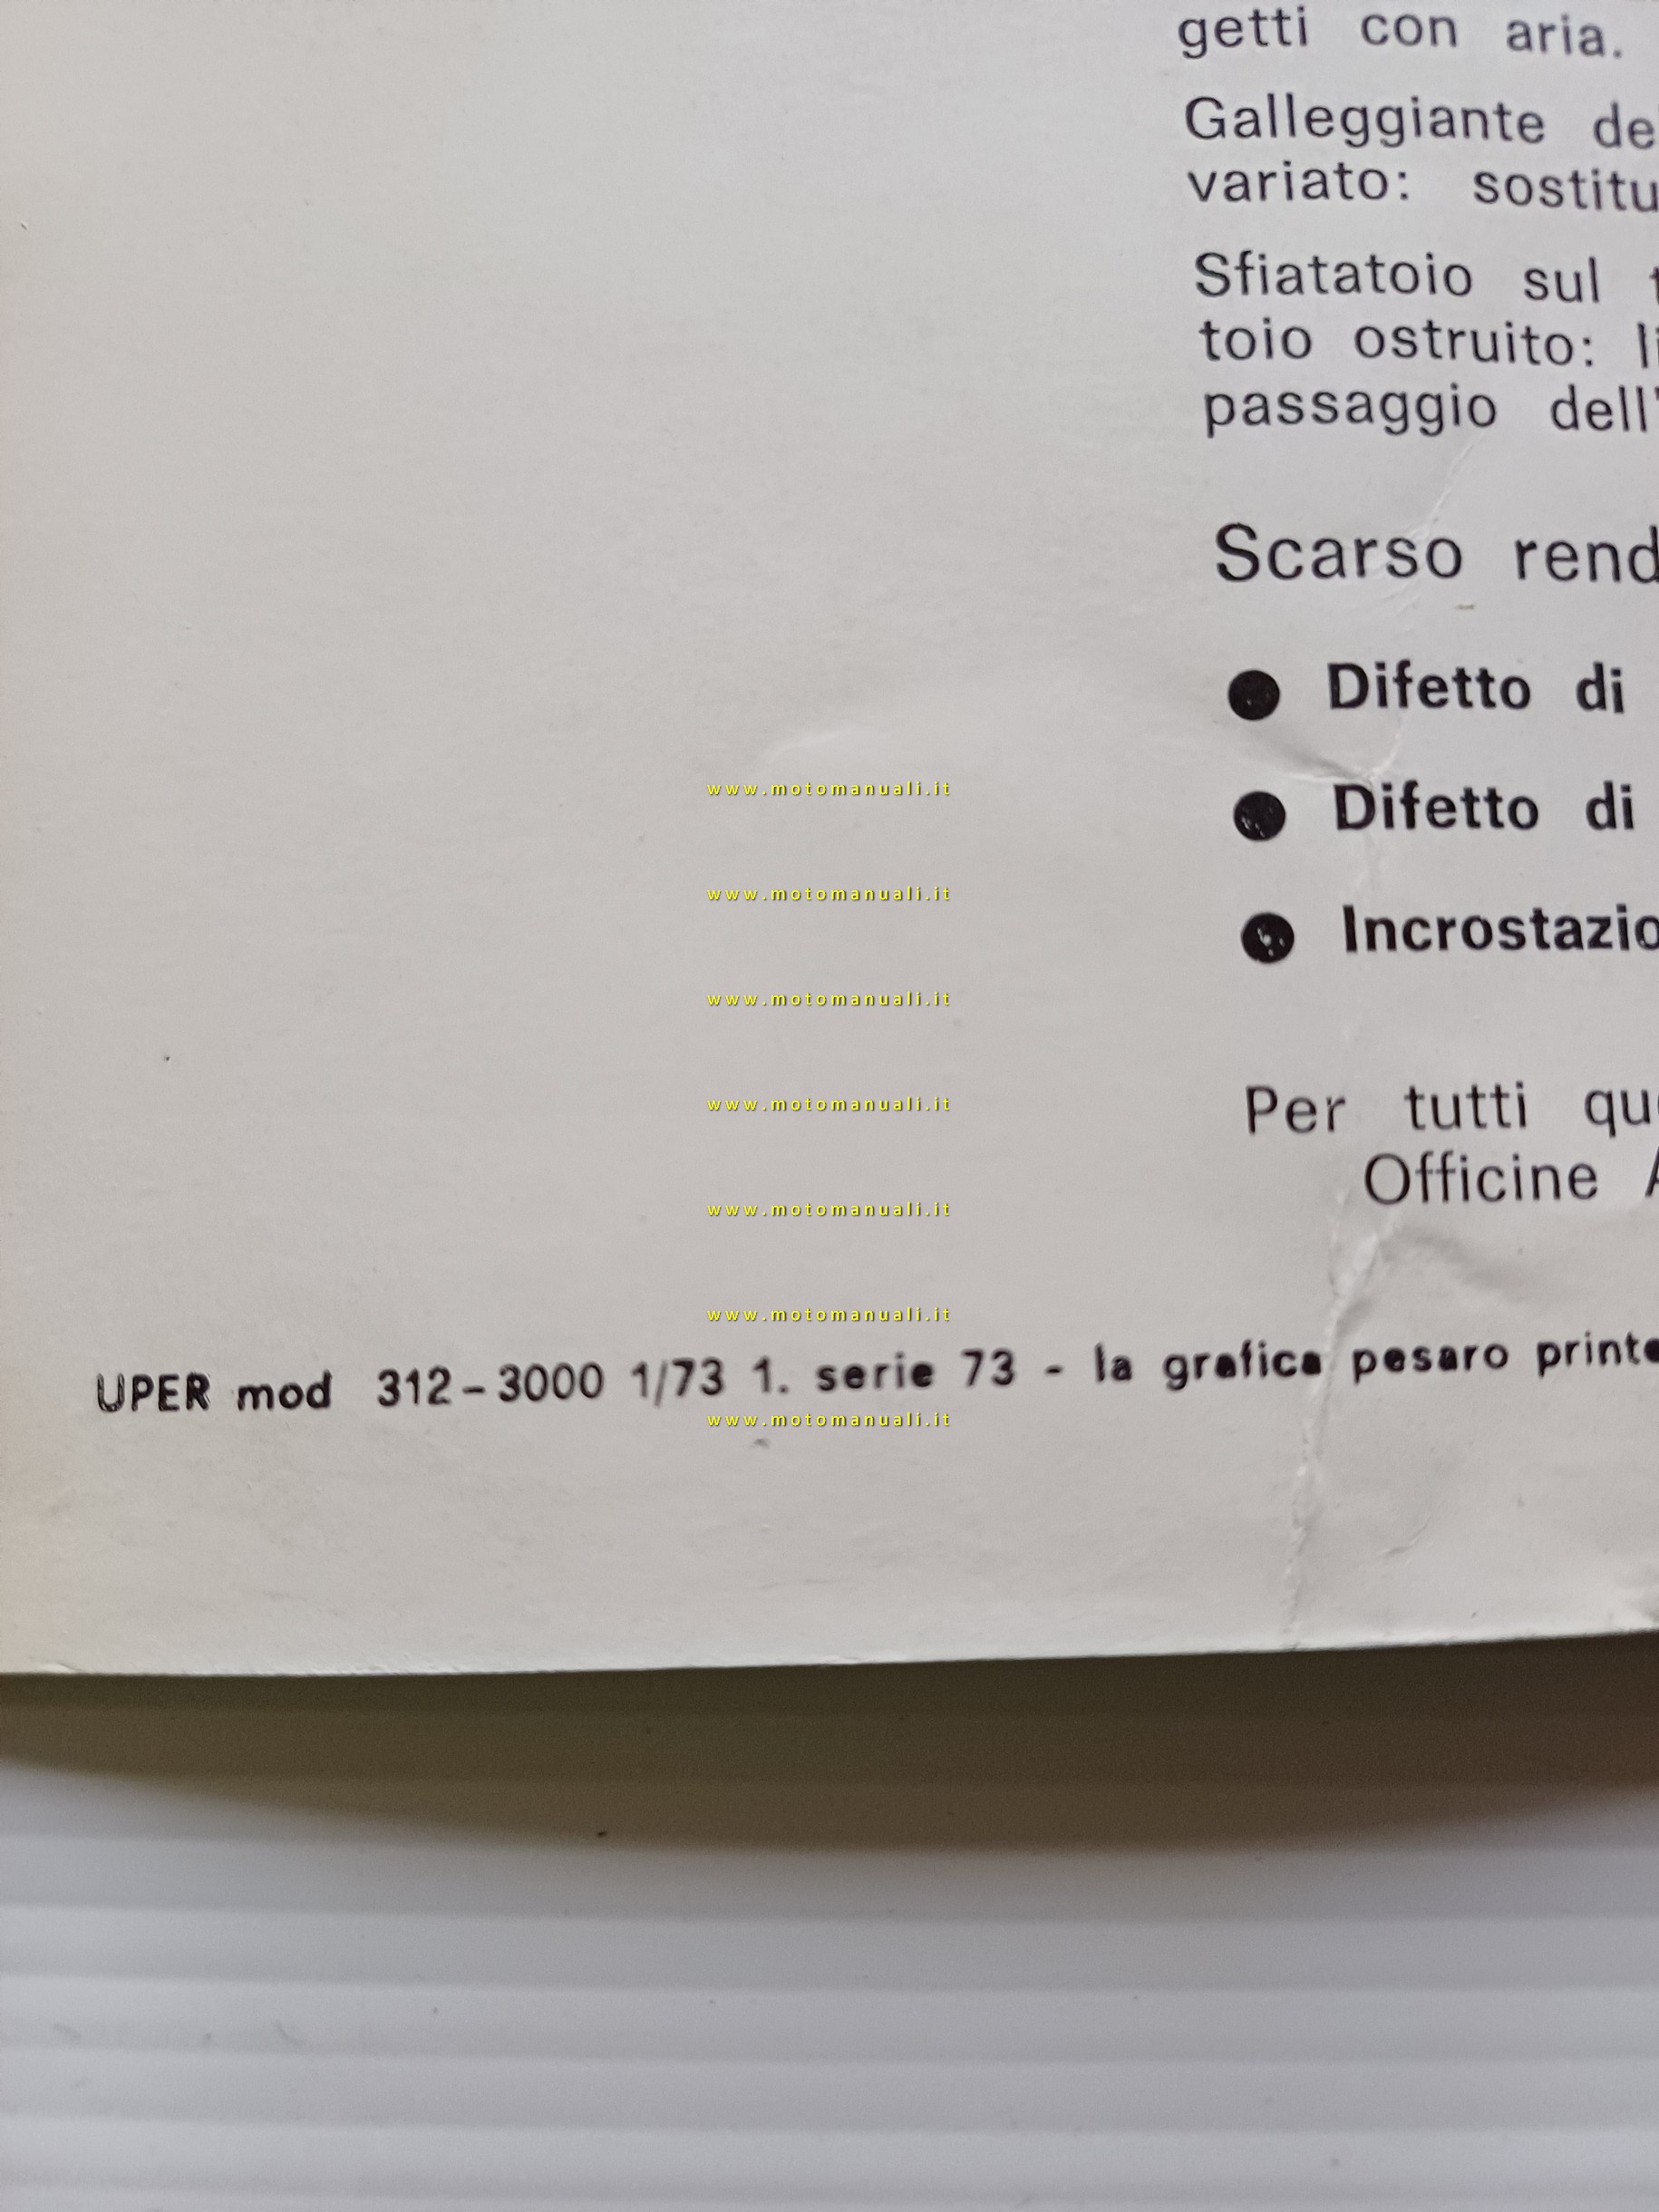 getti con aria.
Galleggiante de
variato: sostitu
Sfiatatoio sul t
toio ostruito: li
passaggio dell'
Scarso rend
● Difetto di
● Difetto di
● Incrostazio
Per tutti qu
Officine A
www.motomanuali.it
www.motomanuali.it
www.motomanuali.it
www.motomanuali.it
www.motomanuali.it
www.motomanuali.it
UPER mod 312-3000 1/73 1. serie 73 - la grafica pesaro printe
www.motomanuali.it